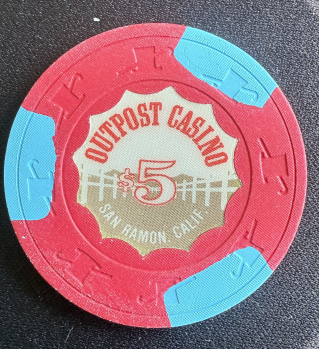 OUTPOST CASINO
$5
SAN RAMON, CALIF.